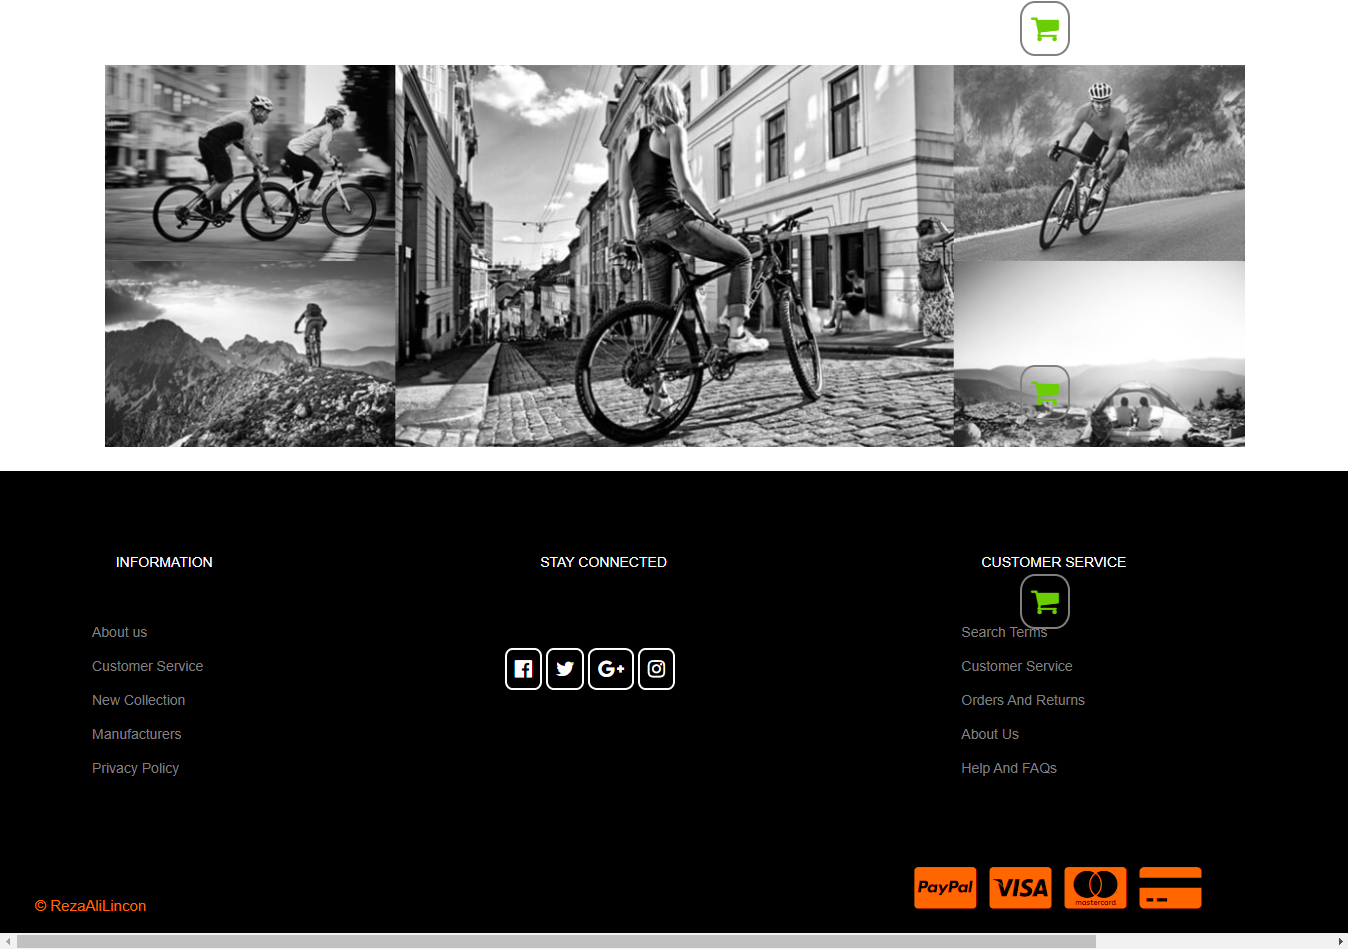 INFORMATION
About us
Customer Service
New Collection
Manufacturers
Privacy Policy
STAY CONNECTED
G+
CUSTOMER SERVICE
Search Terms
Customer Service
Orders And Returns
About Us
Help And FAQs
© RezaAliLincon
PayPal
VISA
mastercard